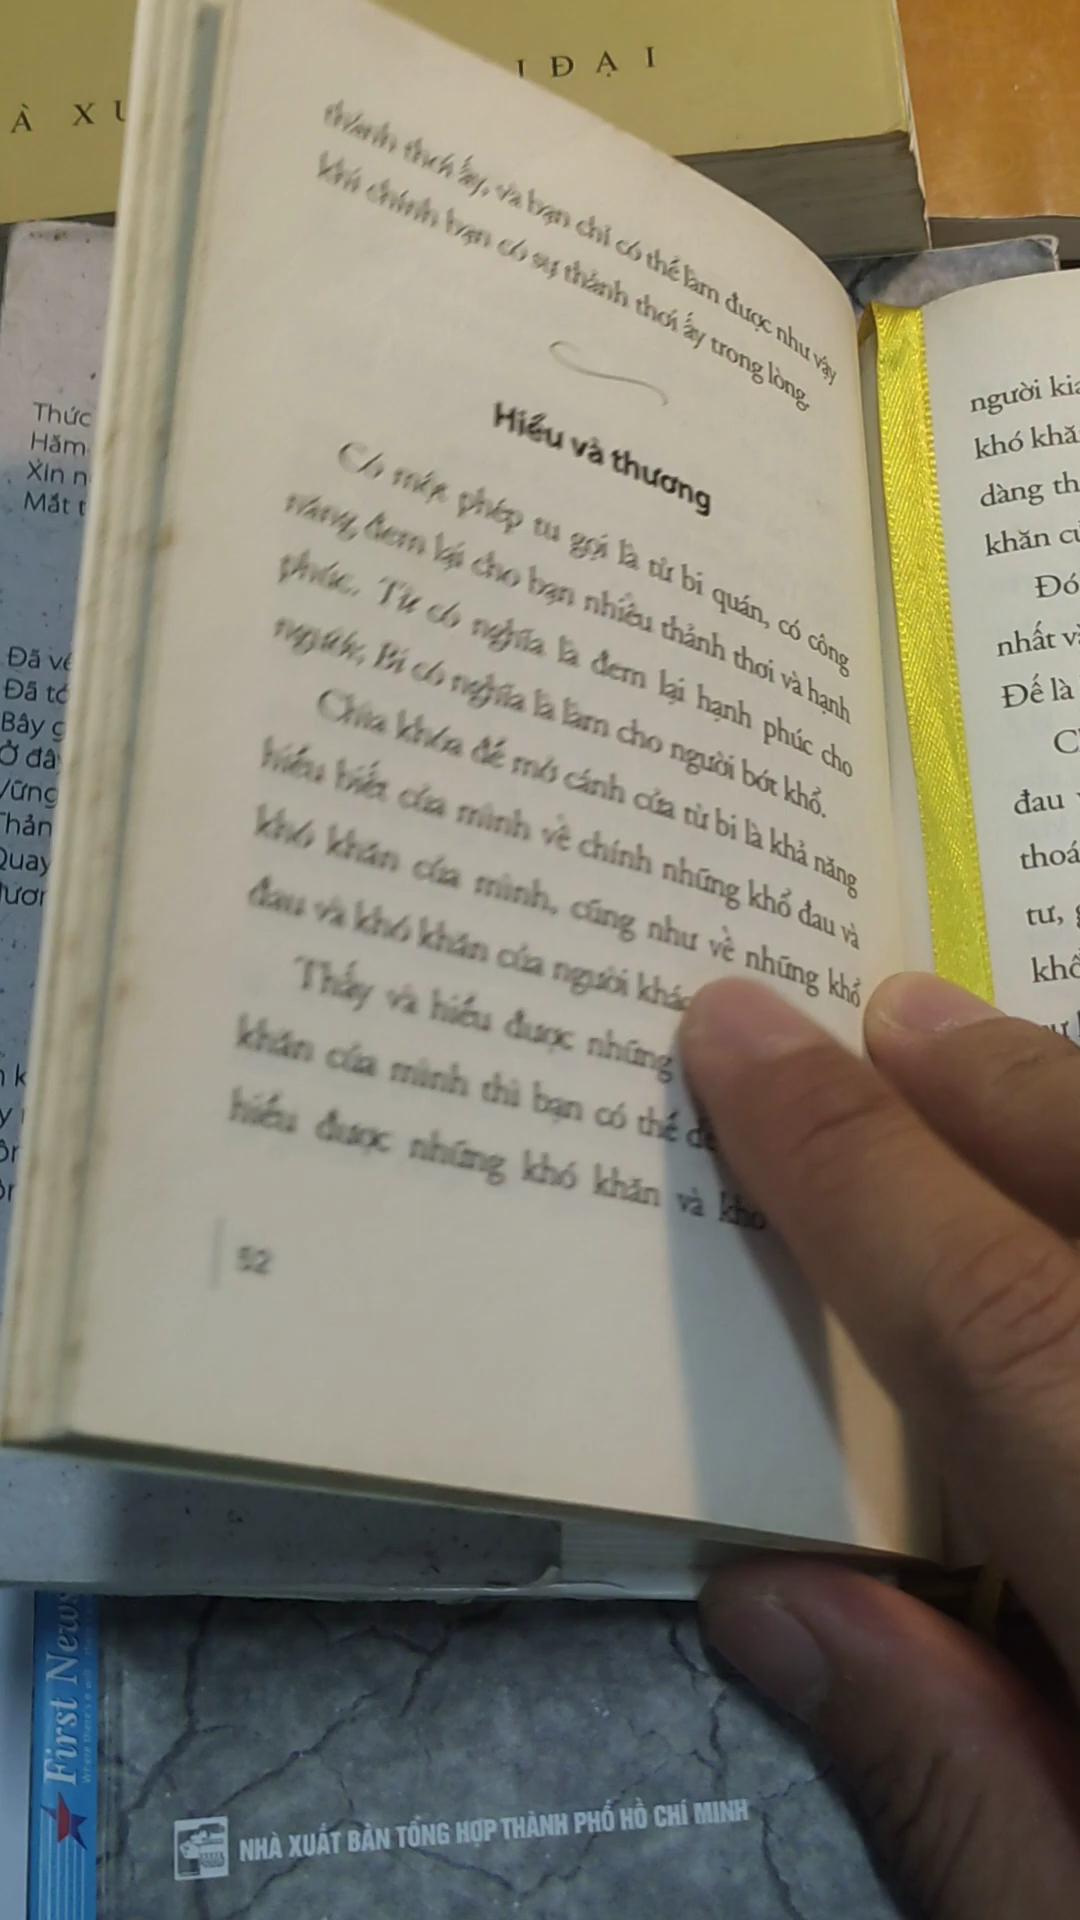 À XU
I ĐẠI
thảnh thơi ấy, và bạn chỉ có thể làm được như vậy
khi chính bạn có sự thảnh thơi ấy trong lòng.
Hiểu và thương
Có một phép tu gọi là từ bi quán, có công
năng đem lại cho bạn nhiều thảnh thơi và hạnh
phúc. Từ có nghĩa là đem lại hạnh phúc cho
người; Bi có nghĩa là làm cho người bớt khổ.
Chìa khóa để mở cánh cửa từ bi là khả năng
hiểu biết của mình về chính những khổ đau và
khó khăn của mình, cũng như về những khổ
đau và khó khăn của người khác
Thấy và hiểu được những
khăn của mình thì bạn có thể
hiểu được những khó khăn và
52
người kia
khó khă
dàng th
khăn củ
Đó
nhất và
Đế là
đau
thoá
tư,
khổ
Thức
Hăm
Xin n
Mắt t
Đã về
Đã tớ
Bây g
Ở đâ
Vững
Thản
Quay
First News
NHÀ XUẤT BẢN TỔNG HỢP THÀNH PHỐ HỒ CHÍ MINH